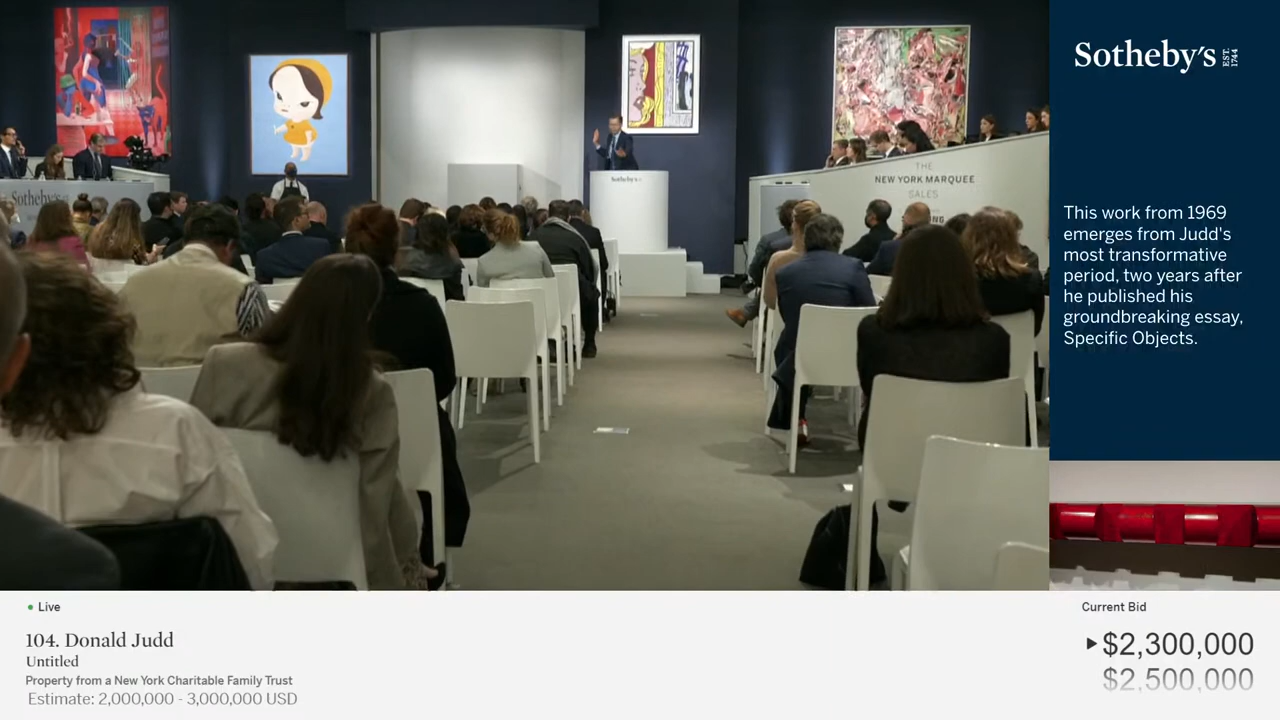 Sotheby's EST. 1744
This work from 1969
emerges from Judd's
most transformative
period, two years after
he published his
groundbreaking essay,
Specific Objects.
Sotheby's
Sotheby's
THE
NEW YORK MARQUEE
SALES
Live
104. Donald Judd
Untitled
Property from a New York Charitable Family Trust
Estimate: 2,000,000 - 3,000,000 USD
Current Bid
$2,300,000
$2,500,000